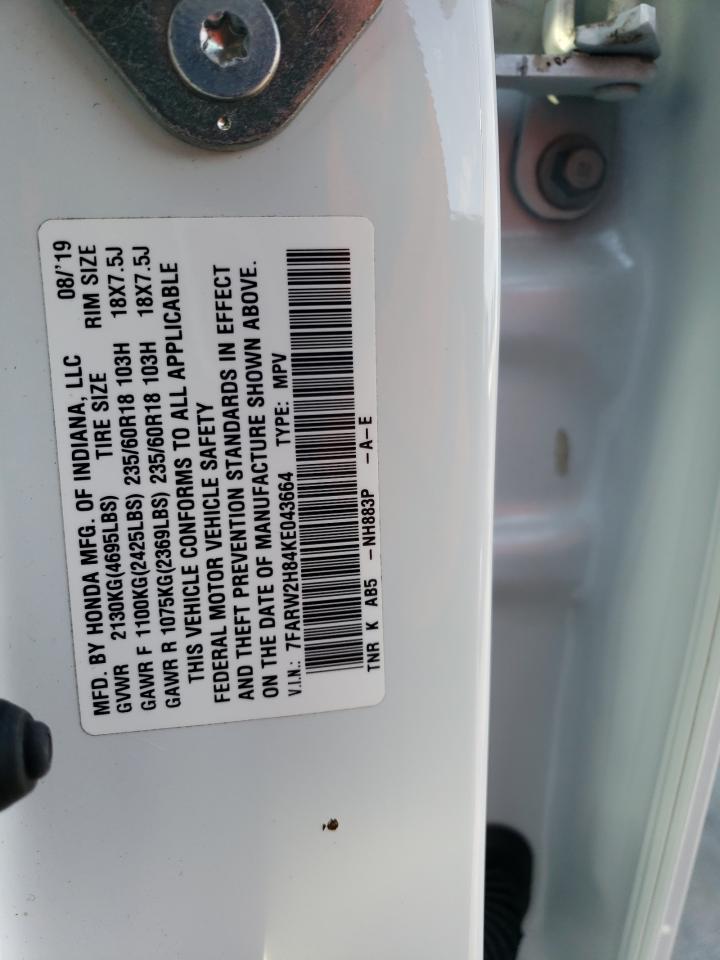 MFD. BY HONDA MFG. OF INDIANA, LLC 08/'19
GVWR 2130KG(4695LBS) TIRE SIZE RIM SIZE
GAWR F 1100KG(2425LBS) 235/60R18 103H 18X7.5J
GAWR R 1075KG(2369LBS) 235/60R18 103H 18X7.5J
THIS VEHICLE CONFORMS TO ALL APPLICABLE
FEDERAL MOTOR VEHICLE SAFETY
AND THEFT PREVENTION STANDARDS IN EFFECT
ON THE DATE OF MANUFACTURE SHOWN ABOVE.
V.I.N.: 7FARW2H84KE043664 TYPE: MPV
TNR K AB5 -NH883P -A-E